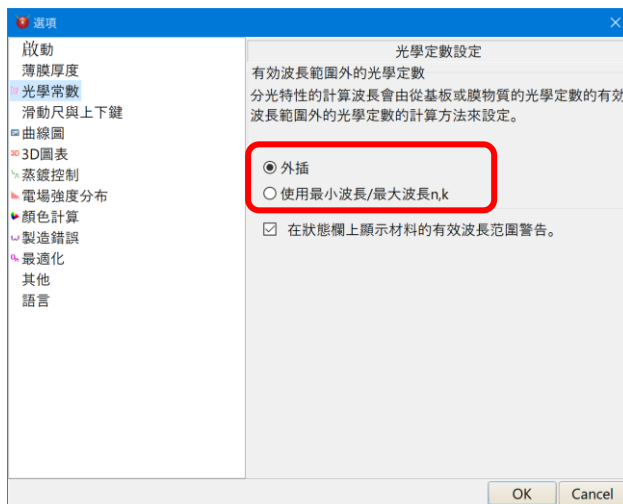 選項
啟動
薄膜厚度
光學常數
滑動尺與上下鍵
曲線圖
3D圖表
蒸鍍控制
電場強度分布
顏色計算
製造錯誤
最適化
其他
語言
光學定數設定
有効波長範圍外的光學定數
分光特性的計算波長會由從基板或膜物質的光學定數的有效
波長範圍外的光學定數的計算方法來設定。
外插
使用最小波長/最大波長n,k
在狀態欄上顯示材料的有效波長范圍警告。
OK
Cancel